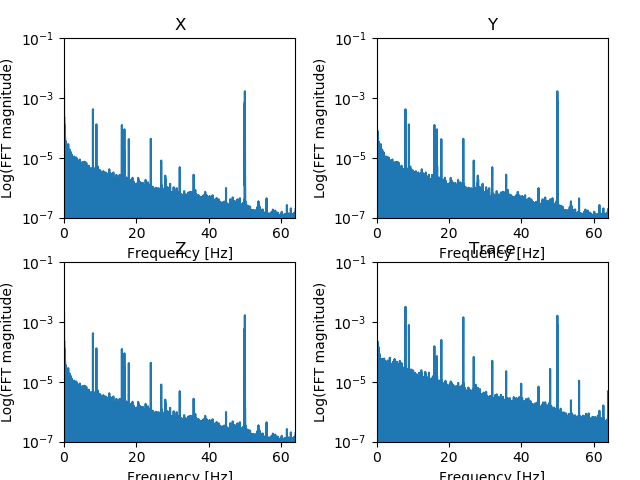 X
Y
Log(FFT magnitude)
10⁻¹
10⁻³
10⁻⁵
10⁻⁷
0
20
40
60
Frequency [Hz]
Log(FFT magnitude)
10⁻¹
10⁻³
10⁻⁵
10⁻⁷
0
20
40
60
Frequency [Hz]
Z
Trace
Log(FFT magnitude)
10⁻¹
10⁻³
10⁻⁵
10⁻⁷
0
20
40
60
Frequency [Hz]
Log(FFT magnitude)
10⁻¹
10⁻³
10⁻⁵
10⁻⁷
0
20
40
60
Frequency [Hz]